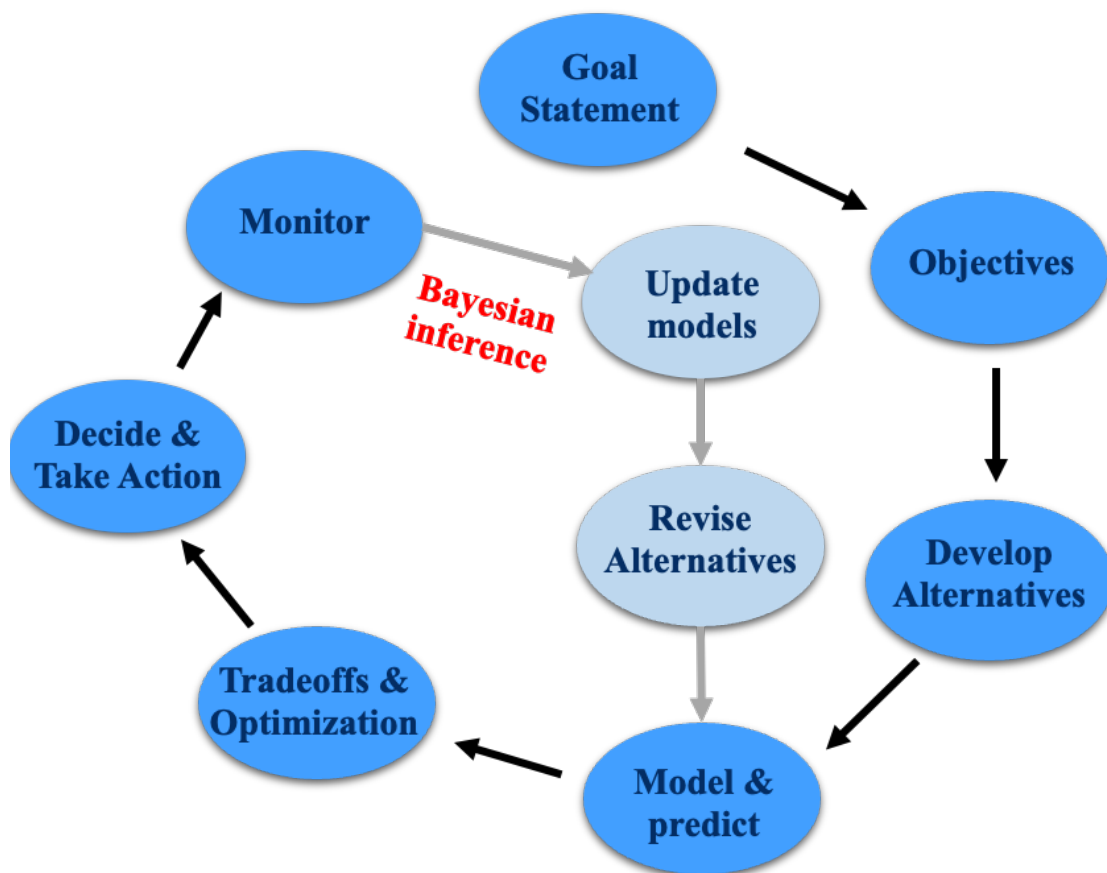 Goal
Statement
Objectives
Develop
Alternatives
Model &
predict
Tradeoffs &
Optimization
Decide &
Take Action
Monitor
Bayesian
inference
Update
models
Revise
Alternatives